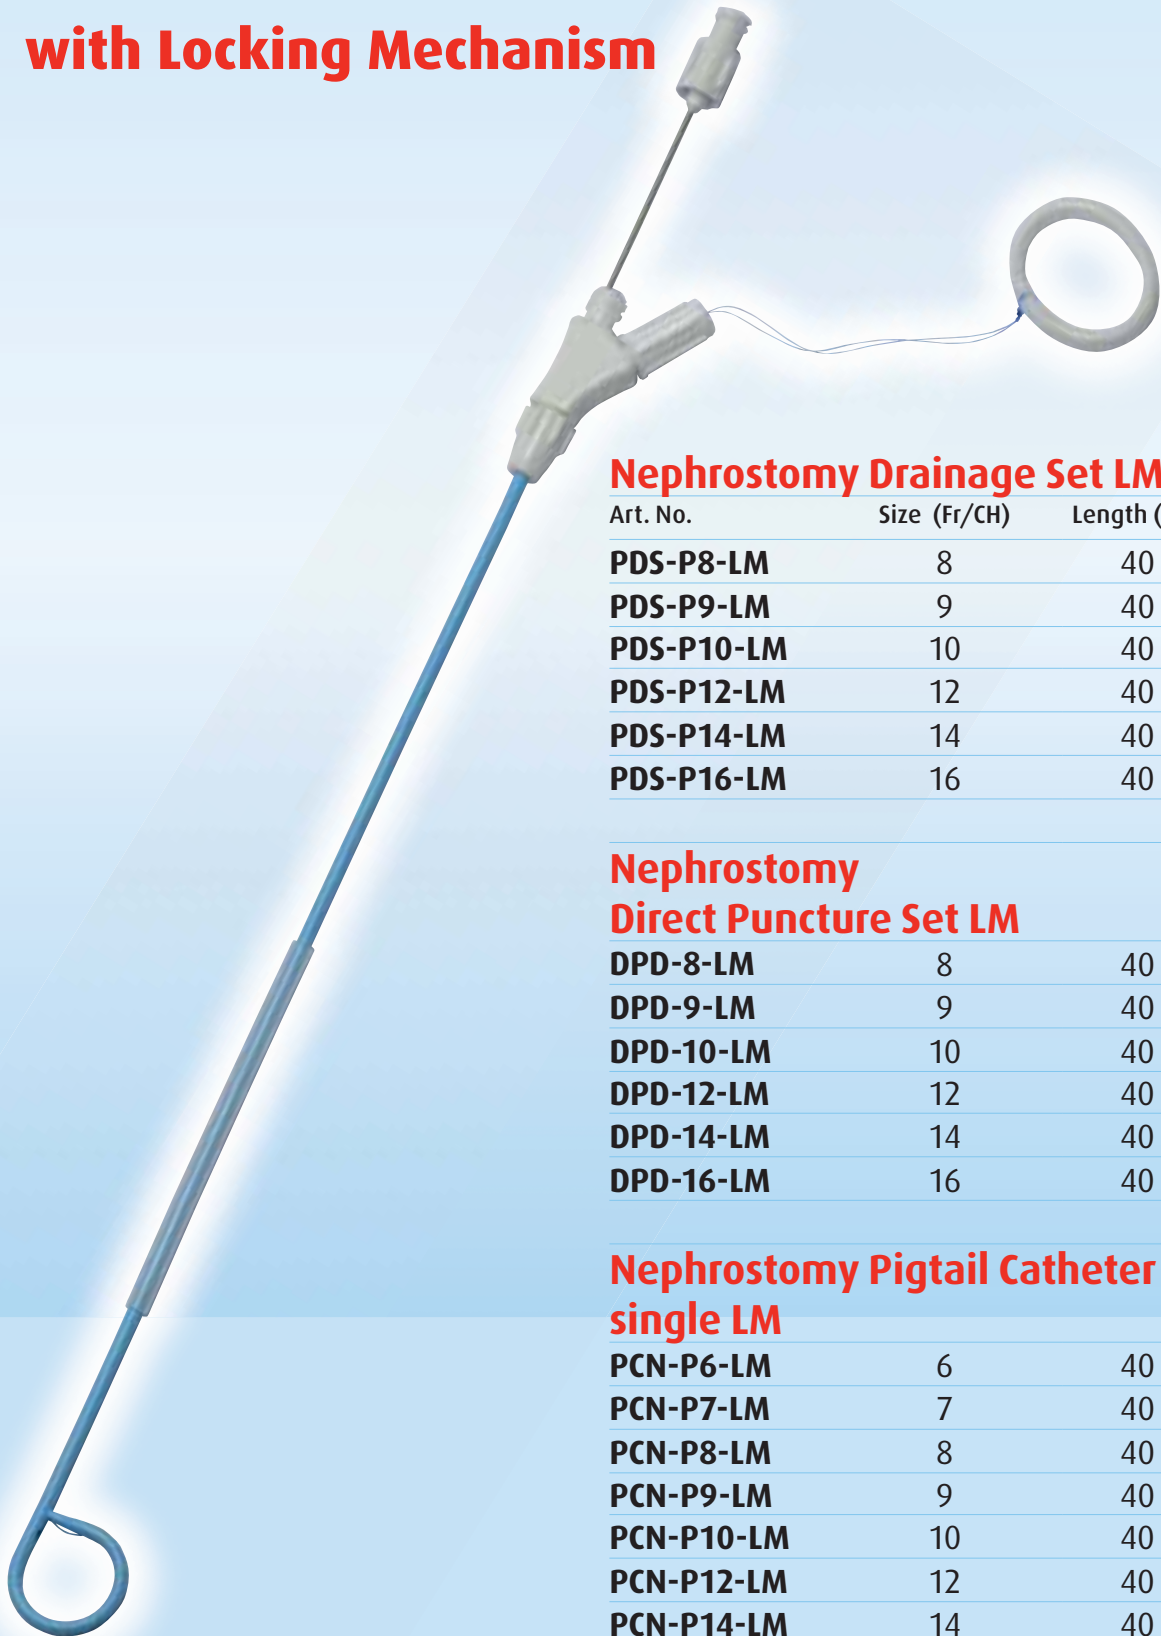 with Locking Mechanism
Nephrostomy Drainage Set LM
Art. No. Size (Fr/CH) Length (
PDS-P8-LM 8 40
PDS-P9-LM 9 40
PDS-P10-LM 10 40
PDS-P12-LM 12 40
PDS-P14-LM 14 40
PDS-P16-LM 16 40
Nephrostomy
Direct Puncture Set LM
DPD-8-LM 8 40
DPD-9-LM 9 40
DPD-10-LM 10 40
DPD-12-LM 12 40
DPD-14-LM 14 40
DPD-16-LM 16 40
Nephrostomy Pigtail Catheter
single LM
PCN-P6-LM 6 40
PCN-P7-LM 7 40
PCN-P8-LM 8 40
PCN-P9-LM 9 40
PCN-P10-LM 10 40
PCN-P12-LM 12 40
PCN-P14-LM 14 40